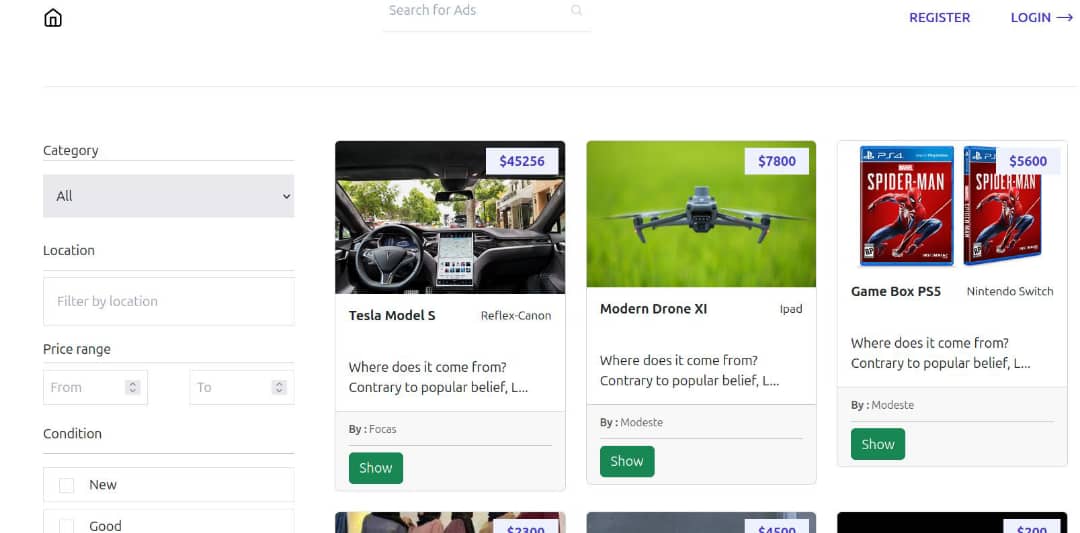 Search for Ads
REGISTER
LOGIN →
Category
All
Location
Filter by location
Price range
From
To
Condition
New
Good
$45256
Tesla Model S
Reflex-Canon
Where does it come from?
Contrary to popular belief, L...
By : Focas
Show
$7800
Modern Drone XI
Ipad
Where does it come from?
Contrary to popular belief, L...
By : Modeste
Show
PS4
MARVEL
SPIDER-MAN
$5600
SPIDER-MAN
Game Box PS5
Nintendo Switch
Where does it come from?
Contrary to popular belief, L...
By : Modeste
Show
$2300
$4500
$200